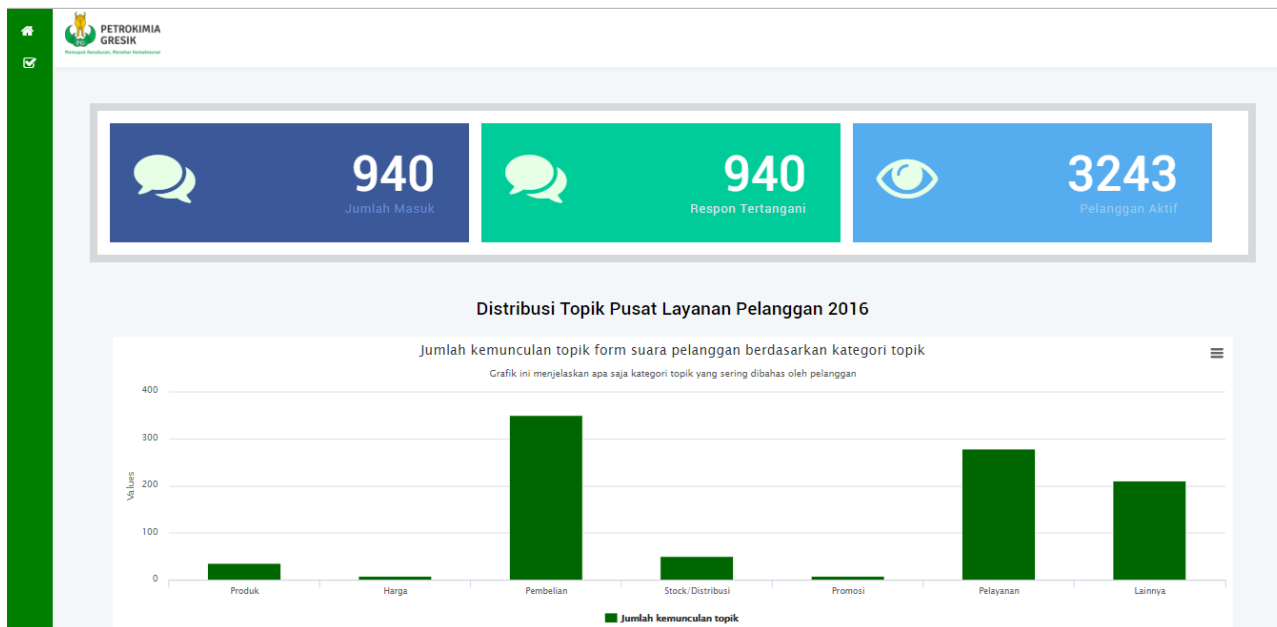 PETROKIMIA
GRESIK
940
Jumlah Masuk
940
Respon Tertangani
3243
Pelanggan Aktif
Distribusi Topik Pusat Layanan Pelanggan 2016
Jumlah kemunculan topik form suara pelanggan berdasarkan kategori topik
Grafik ini menjelaskan apa saja kategori topik yang sering dibahas oleh pelanggan
Values
400
300
200
100
0
Produk Harga Pembelian Stock/Distribusi Promosi Pelayanan Lainnya
Jumlah kemunculan topik